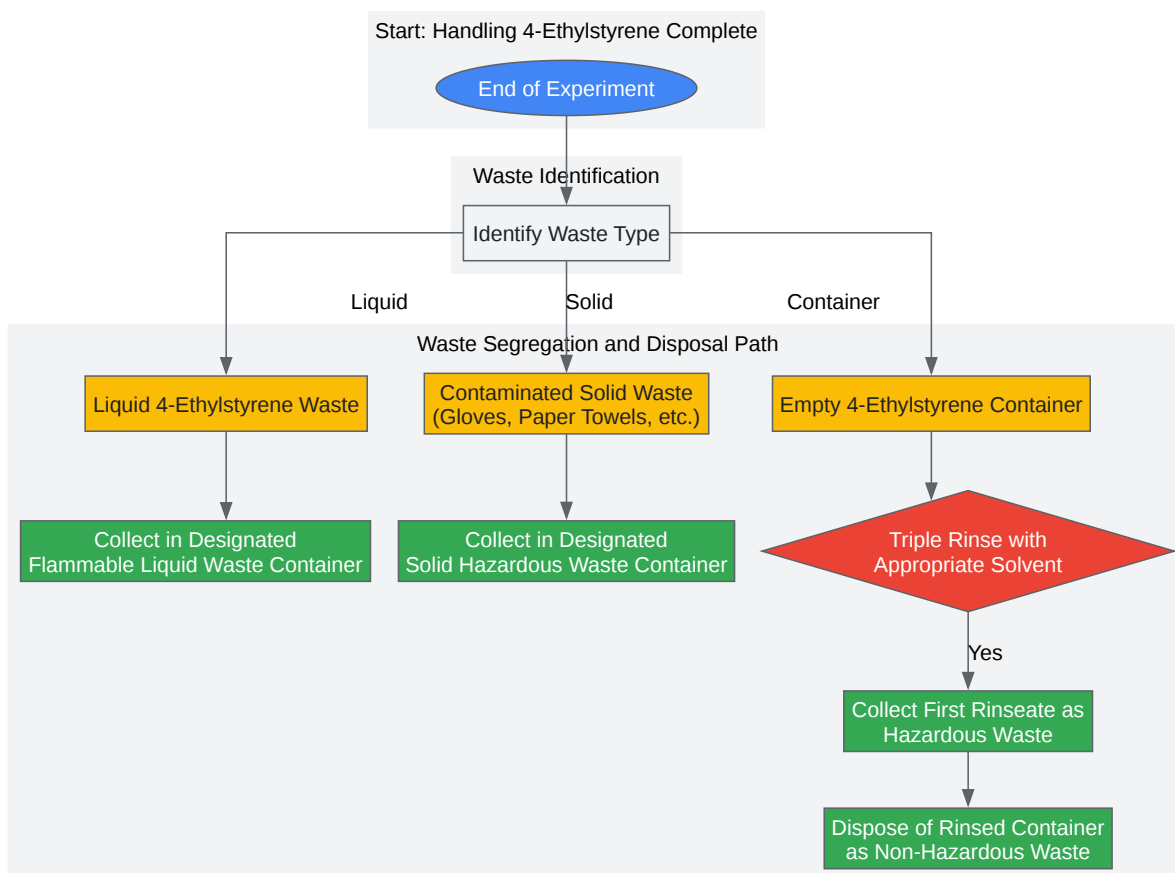 Start: Handling 4-Ethylstyrene Complete
End of Experiment
Waste Identification
Identify Waste Type
Liquid
Solid
Container
Waste Segregation and Disposal Path
Liquid 4-Ethylstyrene Waste
Contaminated Solid Waste
(Gloves, Paper Towels, etc.)
Empty 4-Ethylstyrene Container
Collect in Designated
Flammable Liquid Waste Container
Collect in Designated
Solid Hazardous Waste Container
Triple Rinse with
Appropriate Solvent
Yes
Collect First Rinseate as
Hazardous Waste
Dispose of Rinsed Container
as Non-Hazardous Waste